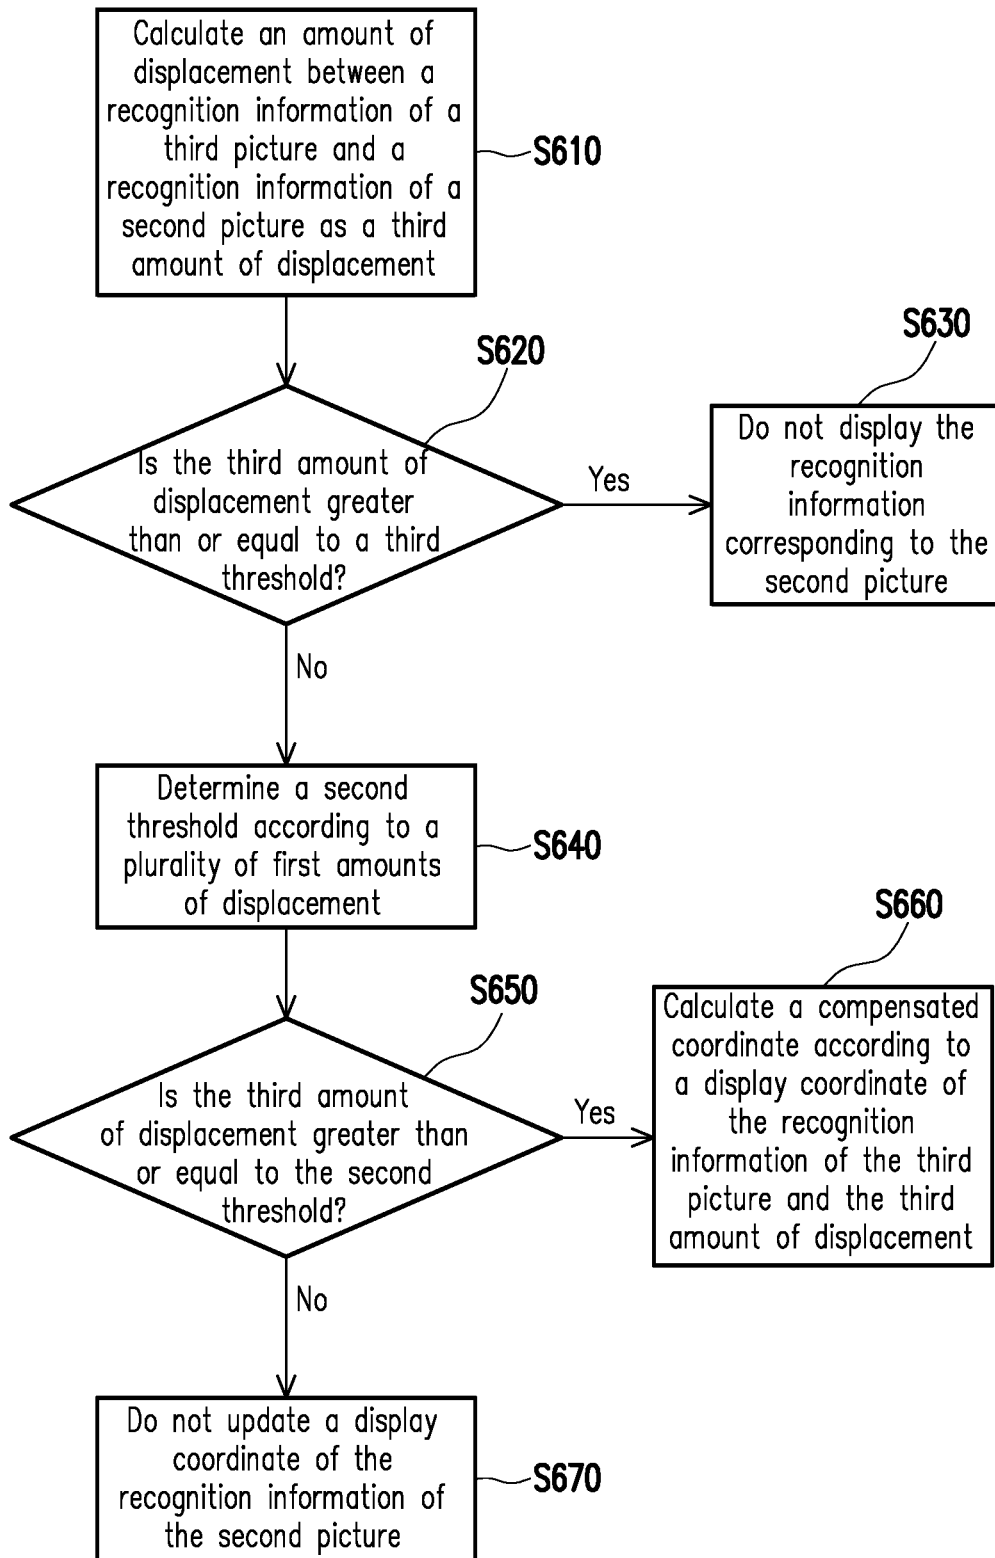 Calculate an amount of
displacement between a
recognition information of a
third picture and a
recognition information of a
second picture as a third
amount of displacement
S610
S620
Is the third amount of
displacement greater
than or equal to a third
threshold?
Yes
S630
Do not display the
recognition
information
corresponding to the
second picture
No
Determine a second
threshold according to a
plurality of first amounts
of displacement
S640
S650
Is the third amount
of displacement greater than
or equal to the second
threshold?
Yes
S660
Calculate a compensated
coordinate according to
a display coordinate of
the recognition
information of the third
picture and the third
amount of displacement
No
Do not update a display
coordinate of the
recognition information of
the second picture
S670